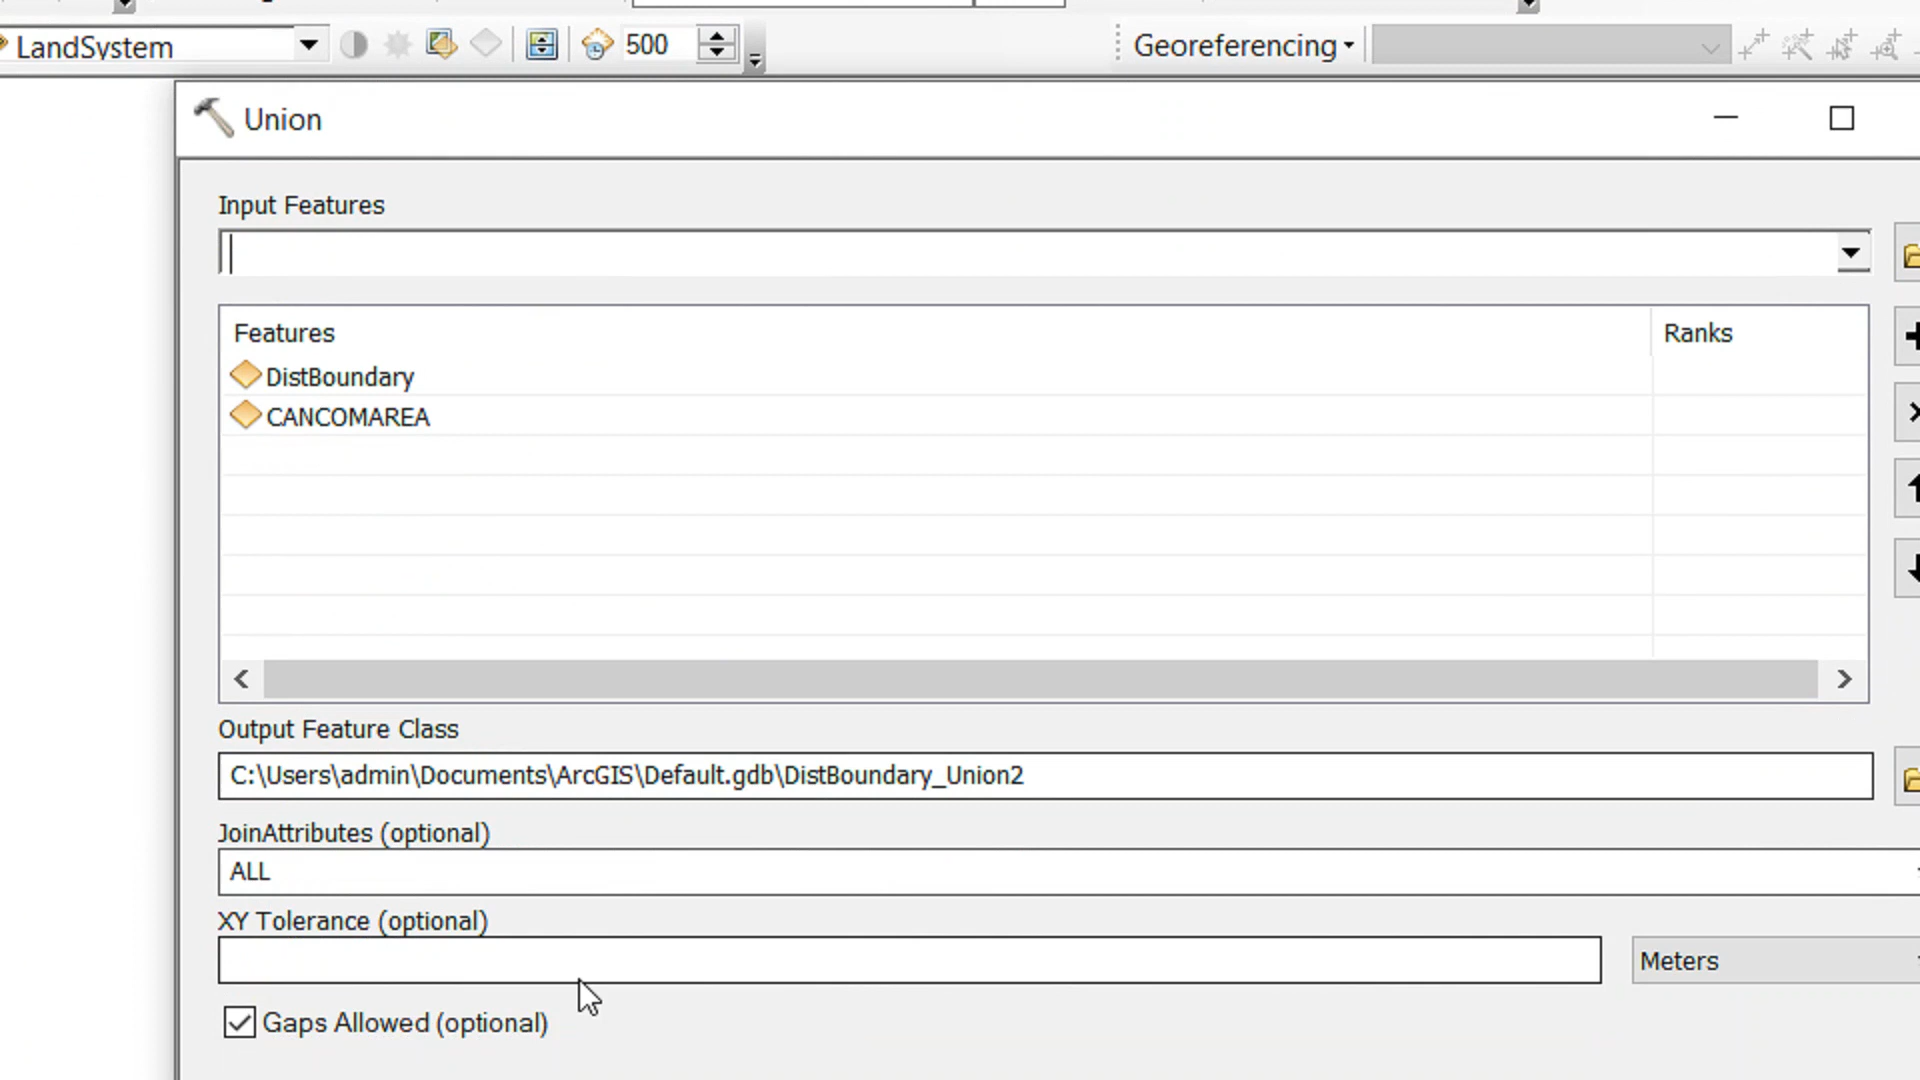 LandSystem
500
Georeferencing
Union
Input Features
Features Ranks
DistBoundary
CANCOMAREA
Output Feature Class
C:\Users\admin\Documents\ArcGIS\Default.gdb\DistBoundary_Union2
JoinAttributes (optional)
ALL
XY Tolerance (optional)
Meters
Gaps Allowed (optional)